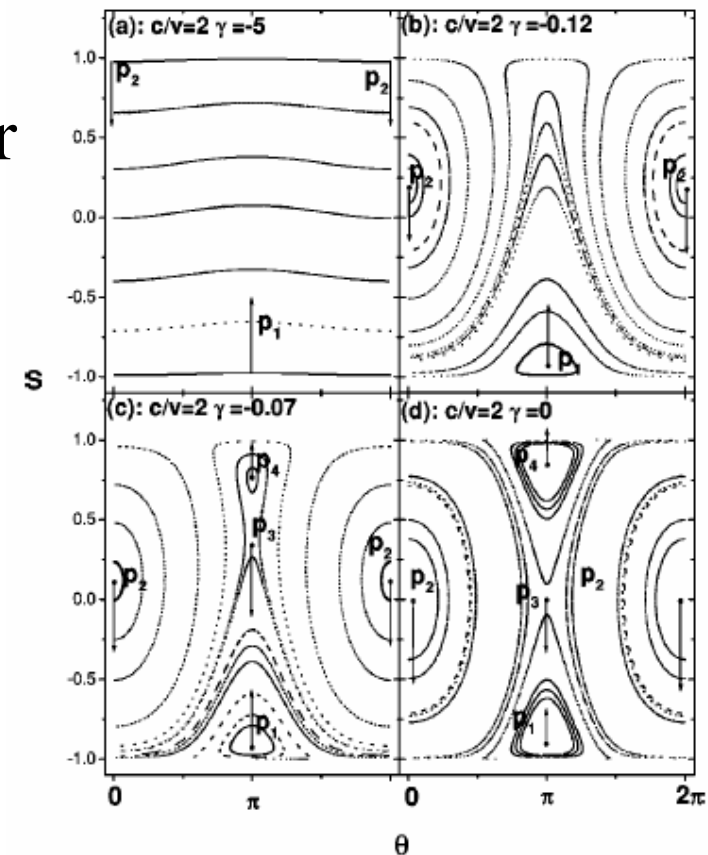 r
(a): c/v=2 γ=-5
(b): c/v=2 γ=-0.12
1.0
p₂
p₂
0.5
p₂
p₂
0.0
-0.5
p₁
p₁
-1.0
s
(c): c/v=2 γ=-0.07
(d): c/v=2 γ=0
1.0
p₄
p₄
0.5
p₃
p₂
p₂
p₂
p₃
p₂
0.0
-0.5
p₁
p₁
-1.0
0
π
0
π
2π
θ